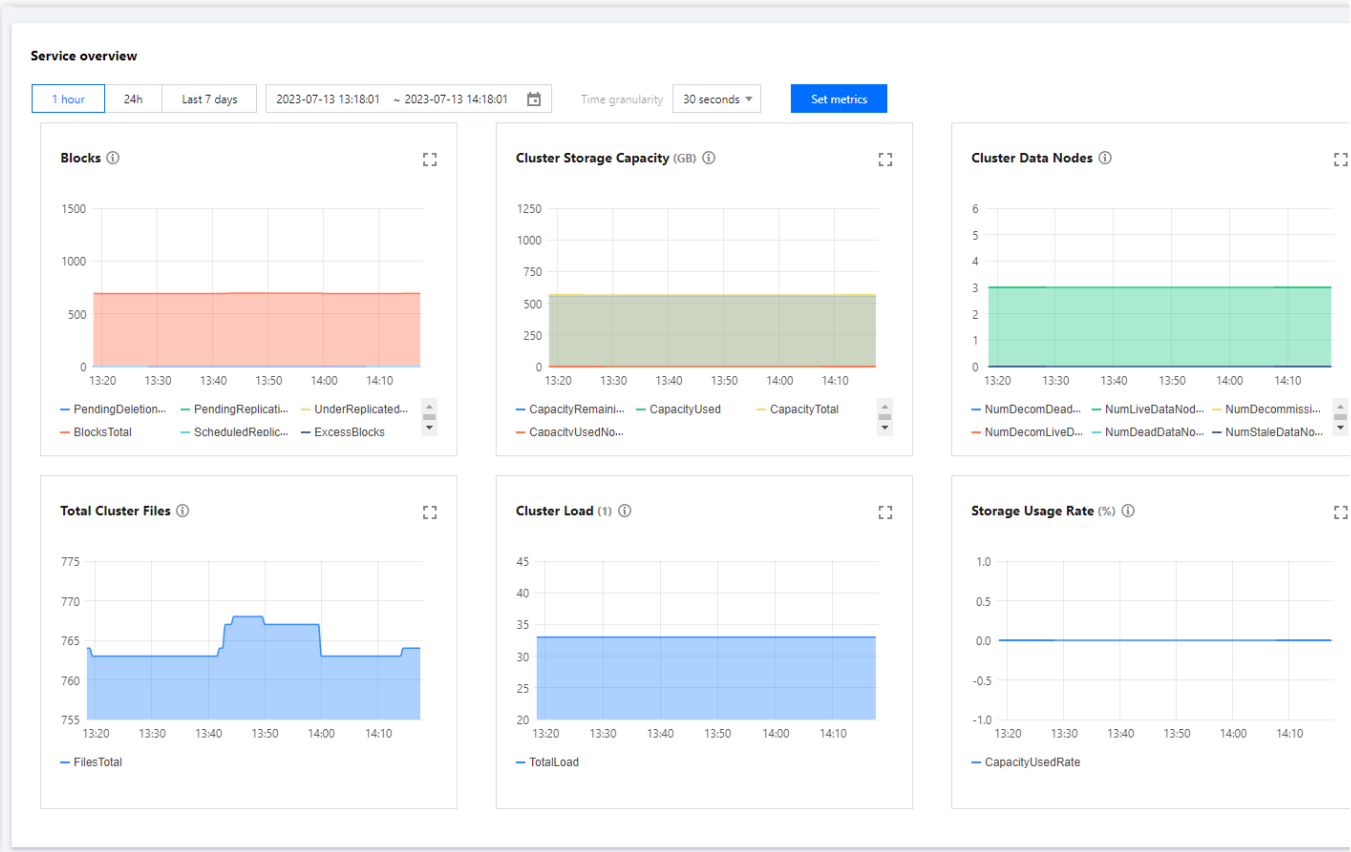 Service overview
1 hour 24h Last 7 days 2023-07-13 13:18:01 ~ 2023-07-13 14:18:01 Time granularity 30 seconds Set metrics
Blocks
1500
1000
500
0
13:20 13:30 13:40 13:50 14:00 14:10
PendingDeletion... PendingReplicati... UnderReplicated...
BlocksTotal ScheduledReplic... ExcessBlocks
Cluster Storage Capacity (GB)
1250
1000
750
500
250
0
13:20 13:30 13:40 13:50 14:00 14:10
CapacityRemaini... CapacityUsed CapacityTotal
CapacityUsedNo...
Cluster Data Nodes
6
5
4
3
2
1
0
13:20 13:30 13:40 13:50 14:00 14:10
NumDecomDead... NumLiveDataNod... NumDecommissi...
NumDecomLiveD... NumDeadDataNo... NumStaleDataNo...
Total Cluster Files
775
770
765
760
755
13:20 13:30 13:40 13:50 14:00 14:10
FilesTotal
Cluster Load (1)
45
40
35
30
25
20
13:20 13:30 13:40 13:50 14:00 14:10
TotalLoad
Storage Usage Rate (%)
1.0
0.5
0.0
-0.5
-1.0
13:20 13:30 13:40 13:50 14:00 14:10
CapacityUsedRate